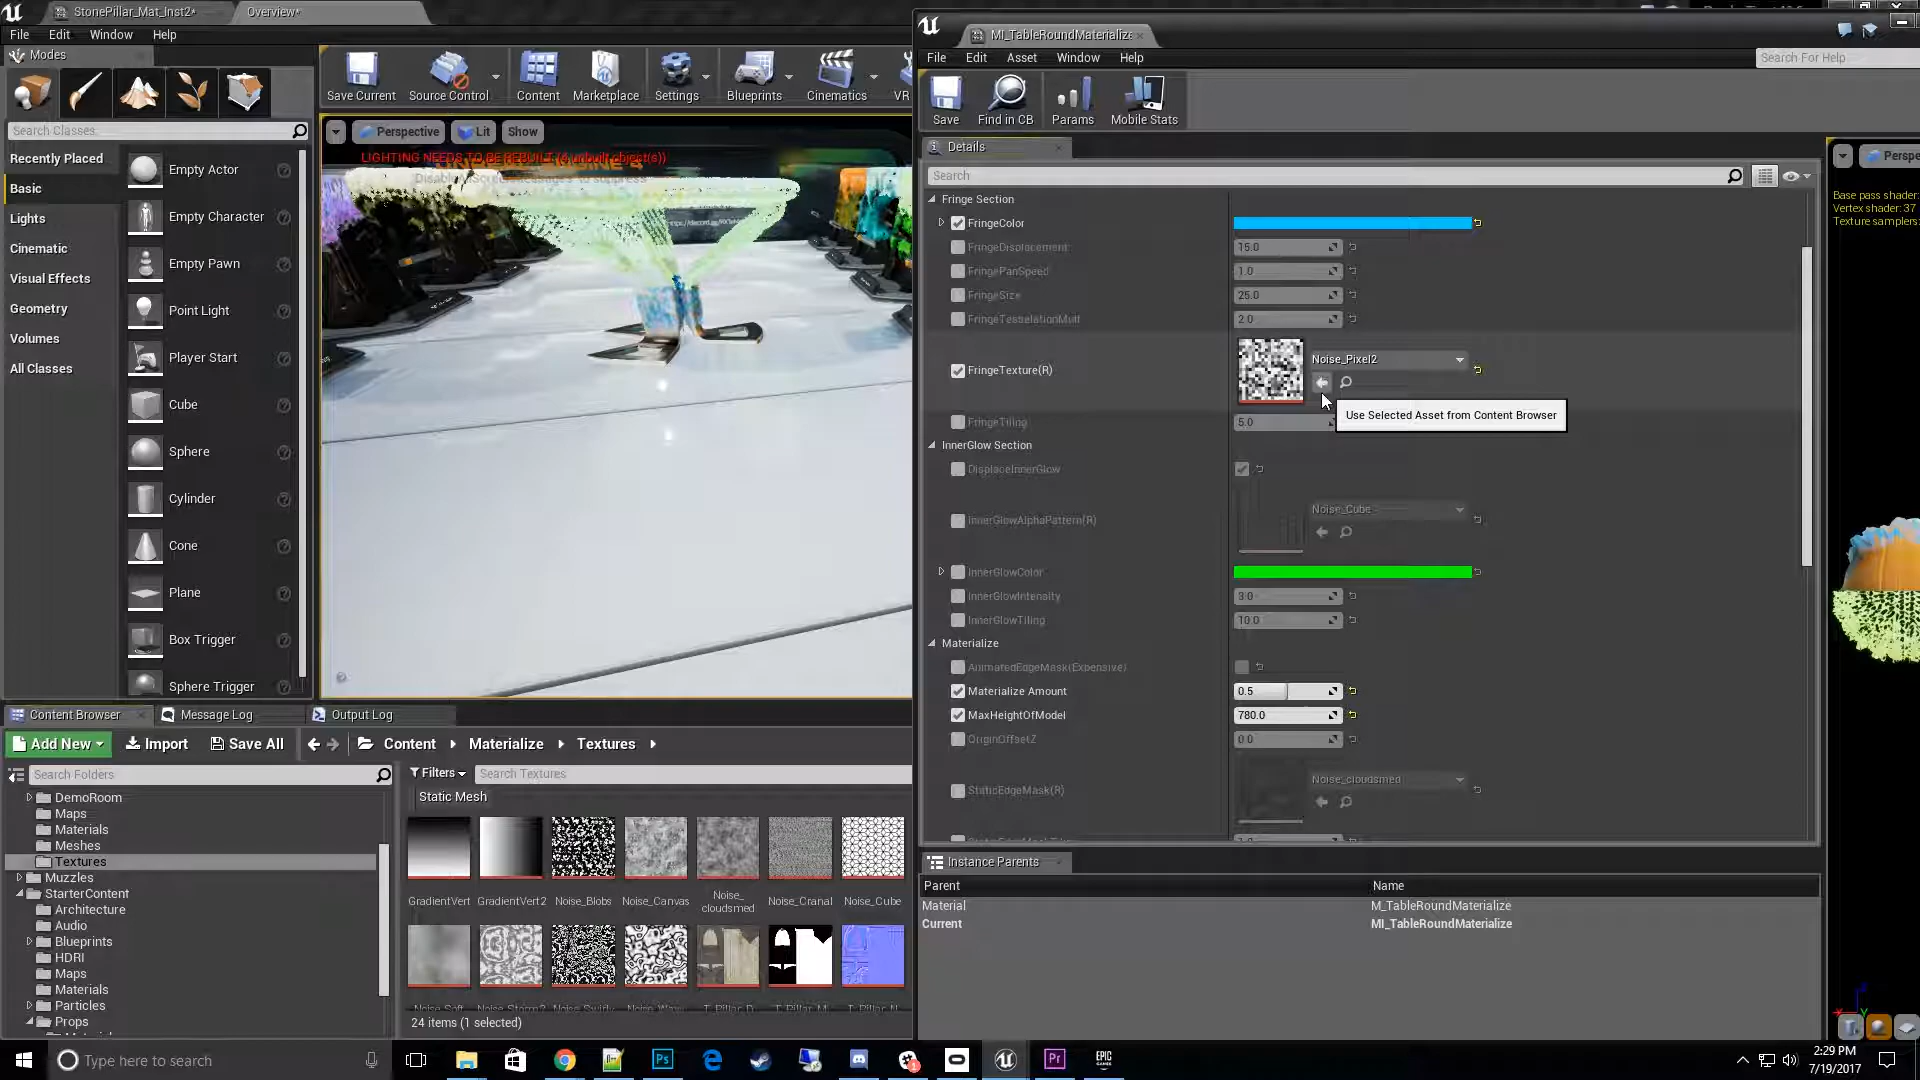 StonePillar_Mat_Inst2*
Overview*
File Edit Window Help
Modes
Search Classes
Recently Placed
Basic
Lights
Cinematic
Visual Effects
Geometry
Volumes
All Classes
Empty Actor
Empty Character
Empty Pawn
Point Light
Player Start
Cube
Sphere
Cylinder
Cone
Plane
Box Trigger
Sphere Trigger
Save Current
Source Control
Content
Marketplace
Settings
Blueprints
Cinematics
VR
Perspective
Lit
Show
LIGHTING NEEDS TO BE REBUILT (4 unbuilt object(s))
MI_TableRoundMaterialize
File Edit Asset Window Help
Search For Help
Save
Find in CB
Params
Mobile Stats
Details
Search
Fringe Section
FringeColor
FringeDisplacement 15.0
FringePanSpeed 1.0
FringeSize 25.0
FringeTesselationMult 2.0
FringeTexture(R)
Noise_Pixel2
Use Selected Asset from Content Browser
FringeTiling 5.0
InnerGlow Section
DisplaceInnerGlow
InnerGlowAlphaPattern(R)
Noise_Cube
InnerGlowColor
InnerGlowIntensity 3.0
InnerGlowTiling 10.0
Materialize
AnimatedEdgeMask(Expensive)
Materialize Amount 0.5
MaxHeightOfModel 780.0
OriginOffsetZ 0.0
StaticEdgeMask(R)
Noise_cloudsmed
Perspe
Base pass shader:
Vertex shader: 37
Texture samplers:
Instance Parents
Parent Name
Material M_TableRoundMaterialize
Current MI_TableRoundMaterialize
Content Browser
Message Log
Output Log
Add New
Import
Save All
Content
Materialize
Textures
Search Folders
Filters
Search Textures
Static Mesh
DemoRoom
Maps
Materials
Meshes
Textures
Muzzles
StarterContent
Architecture
Audio
Blueprints
HDRI
Maps
Materials
Particles
Props
GradientVert
GradientVert2
Noise_Blobs
Noise_Canvas
Noise_
cloudsmed
Noise_Cranal
Noise_Cube
24 items (1 selected)
Type here to search
Ps
Pr
EPIC
GAMES
2:29 PM
7/19/2017